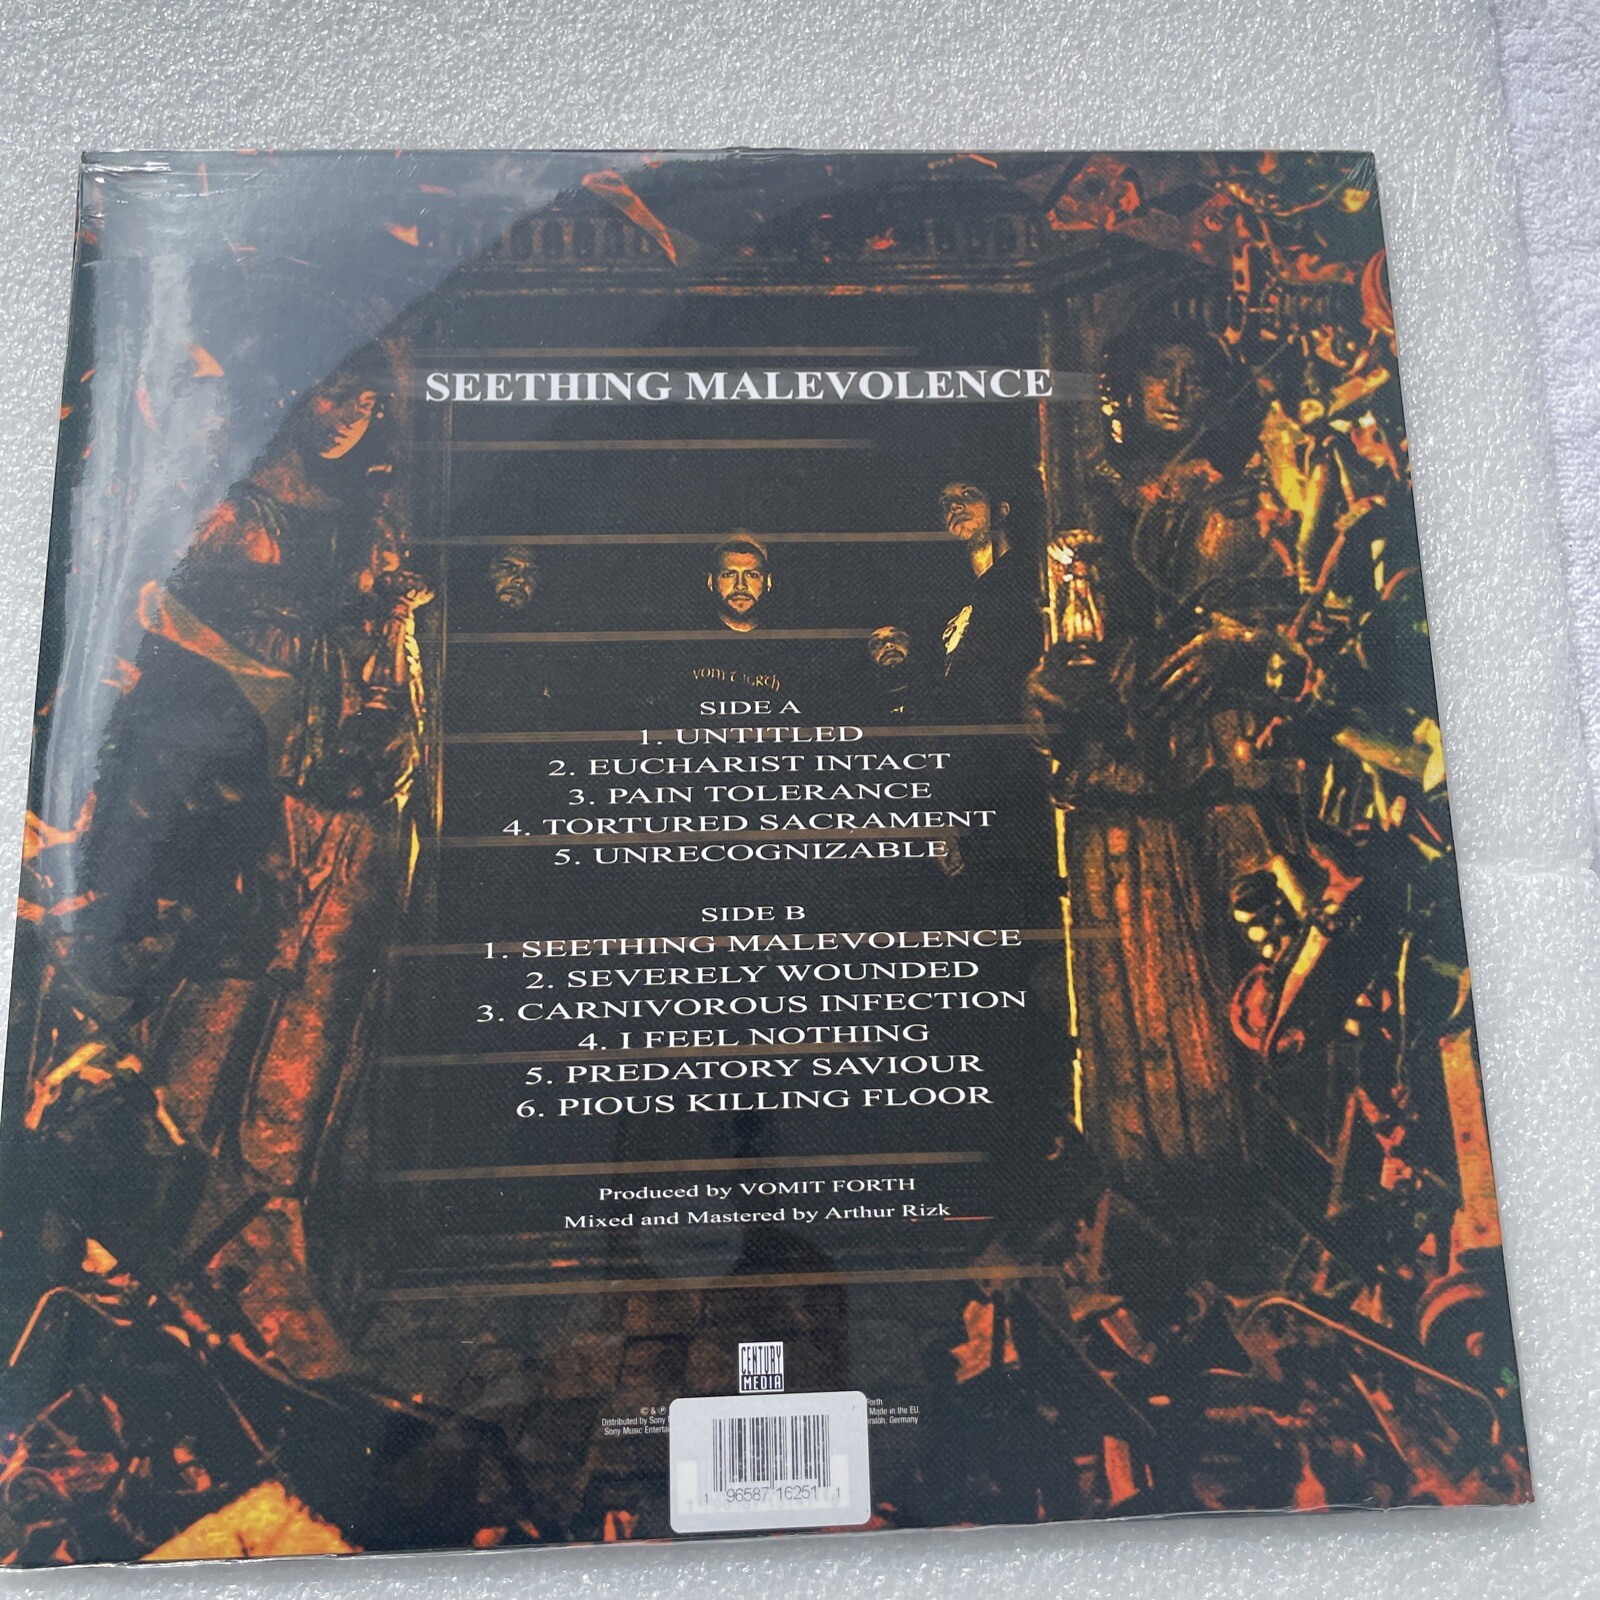 SEETHING MALEVOLENCE
SIDE A
1. UNTITLED
2. EUCHARIST INTACT
3. PAIN TOLERANCE
4. TORTURED SACRAMENT
5. UNRECOGNIZABLE
SIDE B
1. SEETHING MALEVOLENCE
2. SEVERELY WOUNDED
3. CARNIVOROUS INFECTION
4. I FEEL NOTHING
5. PREDATORY SAVIOUR
6. PIOUS KILLING FLOOR
Produced by VOMIT FORTH
Mixed and Mastered by Arthur Rizk
CENTURY
MEDIA
© & ℗
Forth
Distributed by Sony
Made in the EU.
Sony Music
Germany
1 96587 16251 1